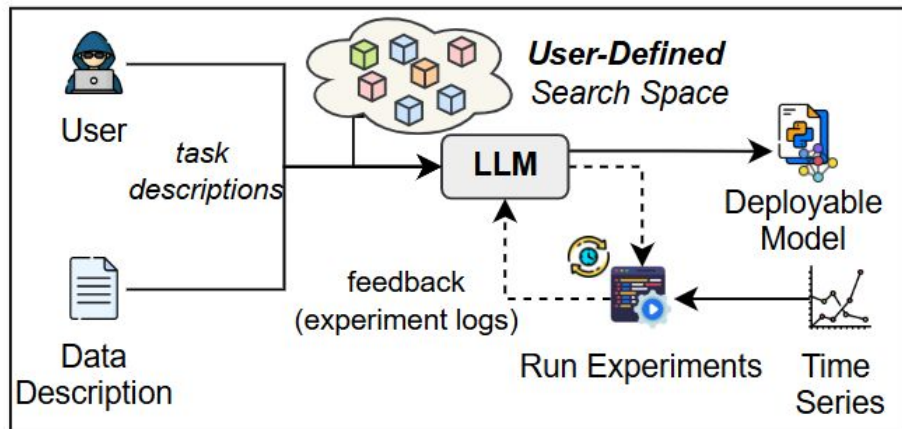 User
task
descriptions
Data
Description
User-Defined
Search Space
LLM
Deployable
Model
feedback
(experiment logs)
Run Experiments
Time
Series